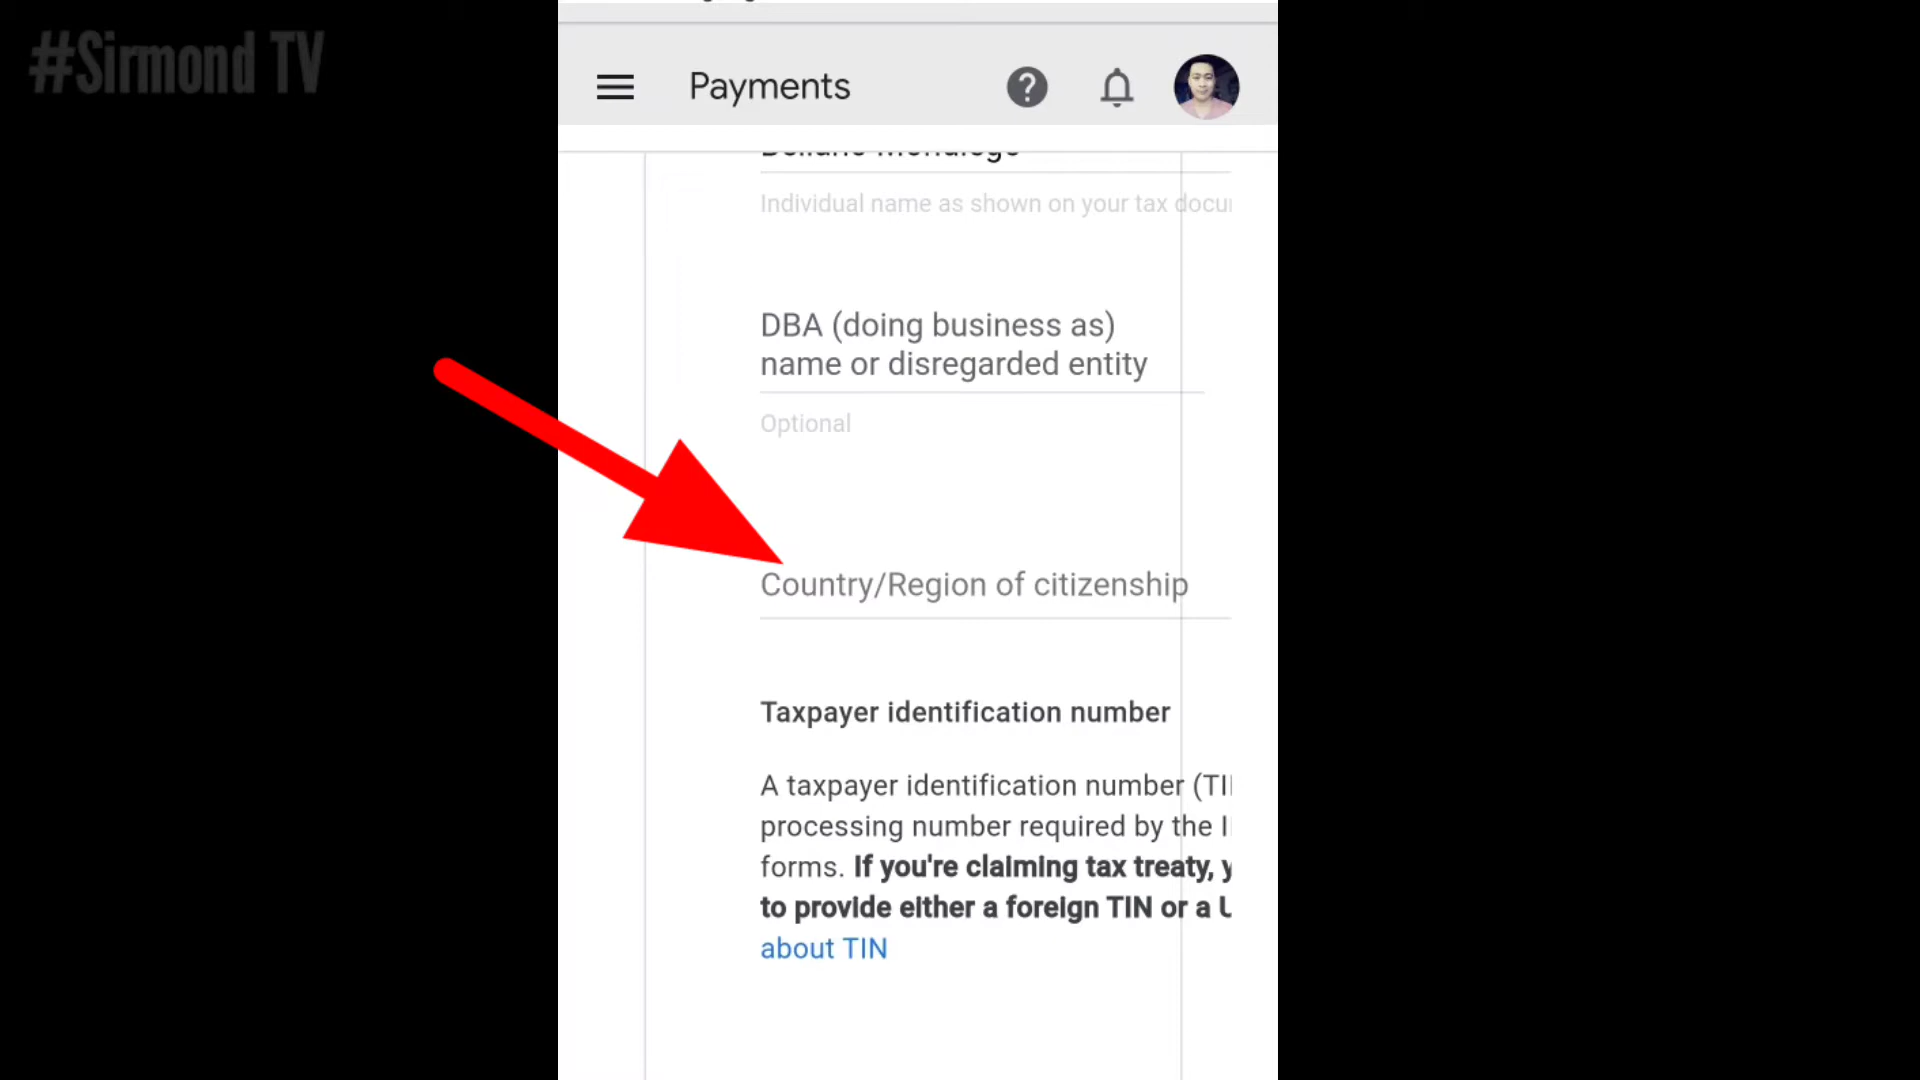 #Sirmond TV
Payments
Individual name as shown on your tax
DBA (doing business as)
name or disregarded entity
Optional
Country/Region of citizenship
Taxpayer identification number
A taxpayer identification number
processing number required by the
forms. If you're claiming tax treaty,
to provide either a foreign TIN or a
about TIN